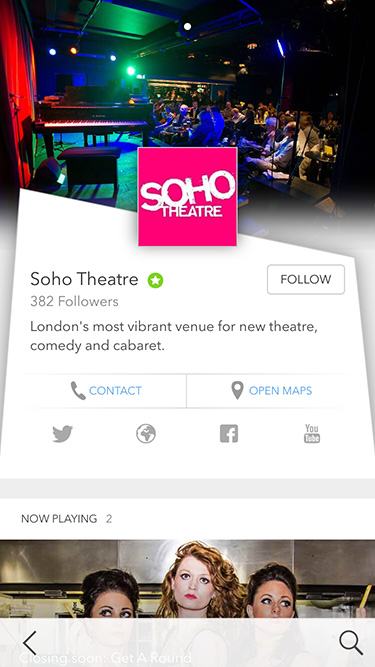 SOHO
THEATRE
Soho Theatre
FOLLOW
382 Followers
London's most vibrant venue for new theatre,
comedy and cabaret.
CONTACT
OPEN MAPS
You
Tube
NOW PLAYING 2
Closing soon: Get A Round